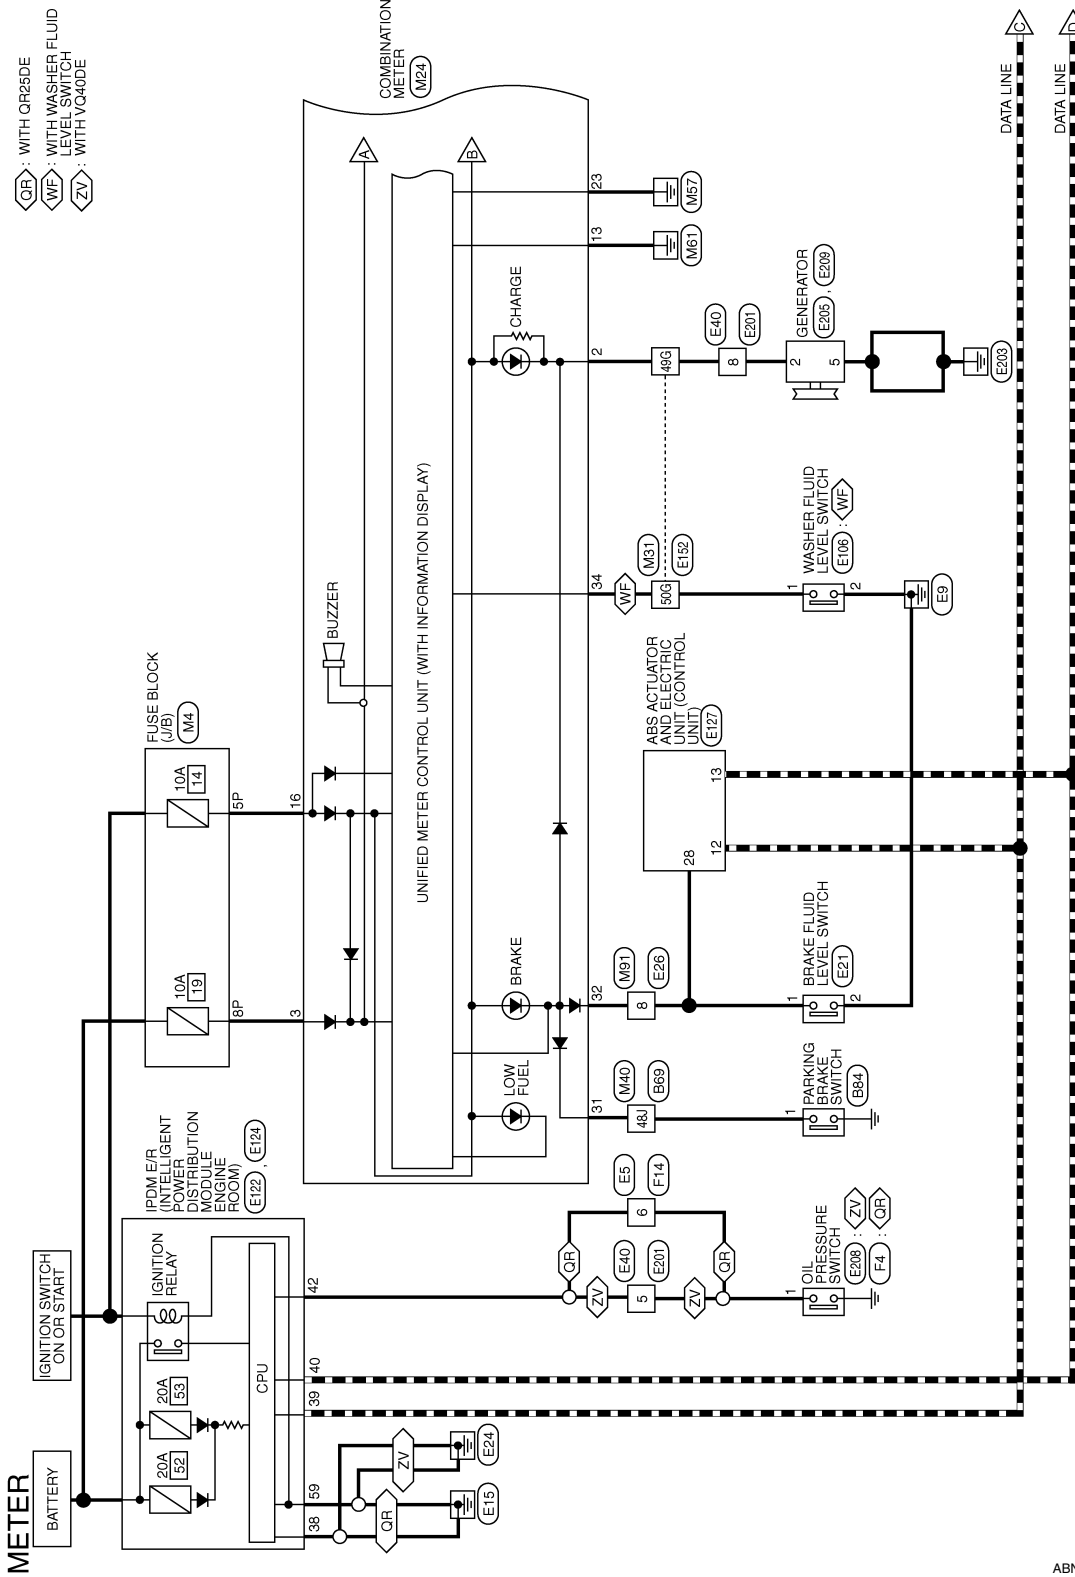 METER
BATTERY
IGNITION SWITCH
ON OR START
QR : WITH QR25DE
WF : WITH WASHER FLUID
LEVEL SWITCH
ZV : WITH VQ40DE
IPDM E/R
(INTELLIGENT
POWER
DISTRIBUTION
MODULE
ENGINE
ROOM)
E122 , E124
20A
52
20A
53
IGNITION
RELAY
CPU
38
59
39
40
42
QR
ZV
E15
E24
FUSE BLOCK
(J/B)
M4
10A
19
10A
14
8P
5P
3
16
COMBINATION
METER
M24
A
B
BUZZER
UNIFIED METER CONTROL UNIT (WITH INFORMATION DISPLAY)
LOW
FUEL
BRAKE
CHARGE
31
32
34
2
13
23
M61
M57
QR
ZV
5
E40
E201
6
E5
F14
ZV
QR
1
OIL
PRESSURE
SWITCH
E208 : ZV
F4 : QR
48J
M40
B69
1
PARKING
BRAKE
SWITCH
B84
8
M91
E26
1
2
BRAKE FLUID
LEVEL SWITCH
E21
28
12
13
ABS ACTUATOR
AND ELECTRIC
UNIT (CONTROL
UNIT)
E127
WF
50G
M31
E152
1
2
WASHER FLUID
LEVEL SWITCH
E106 : WF
E9
49G
8
E40
E201
2
5
GENERATOR
E205 , E209
E203
DATA LINE
C
DATA LINE
D
ABN